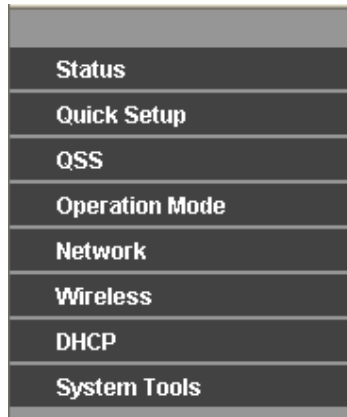 Status
Quick Setup
QSS
Operation Mode
Network
Wireless
DHCP
System Tools